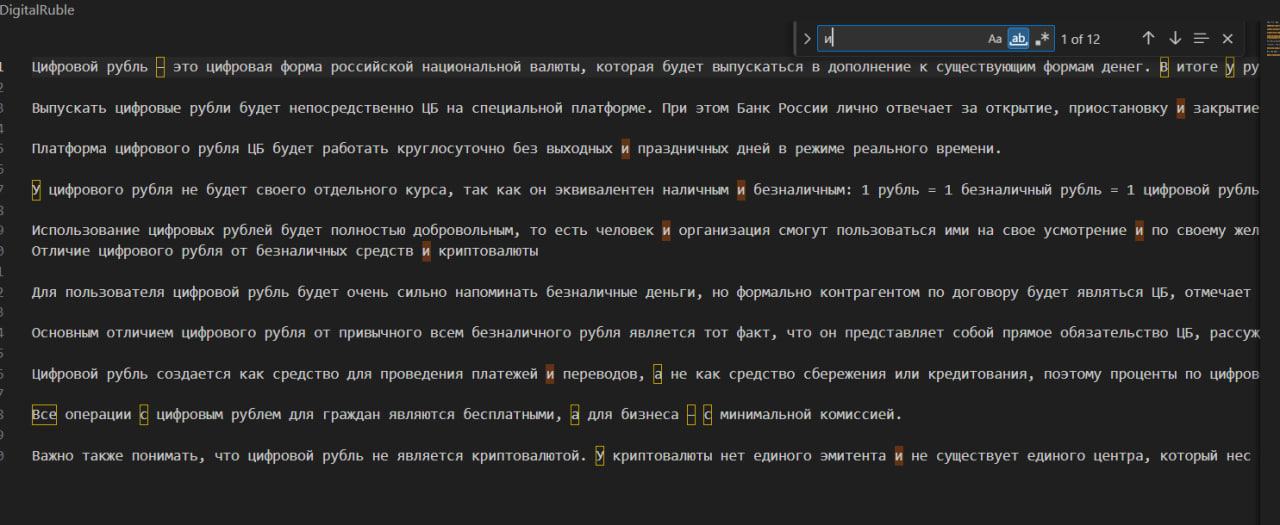 DigitalRuble
и
Aa
ab
.*
1 of 12
1 Цифровой рубль – это цифровая форма российской национальной валюты, которая будет выпускаться в дополнение к существующим формам денег. В итоге у ру
2
3 Выпускать цифровые рубли будет непосредственно ЦБ на специальной платформе. При этом Банк России лично отвечает за открытие, приостановку и закрытие
4
5 Платформа цифрового рубля ЦБ будет работать круглосуточно без выходных и праздничных дней в режиме реального времени.
6
7 У цифрового рубля не будет своего отдельного курса, так как он эквивалентен наличным и безналичным: 1 рубль = 1 безналичный рубль = 1 цифровой рубль
8
9 Использование цифровых рублей будет полностью добровольным, то есть человек и организация смогут пользоваться ими на свое усмотрение и по своему жел
0 Отличие цифрового рубля от безналичных средств и криптовалюты
1
2 Для пользователя цифровой рубль будет очень сильно напоминать безналичные деньги, но формально контрагентом по договору будет являться ЦБ, отмечает
3
4 Основным отличием цифрового рубля от привычного всем безналичного рубля является тот факт, что он представляет собой прямое обязательство ЦБ, рассуж
5
6 Цифровой рубль создается как средство для проведения платежей и переводов, а не как средство сбережения или кредитования, поэтому проценты по цифров
7
8 Все операции с цифровым рублем для граждан являются бесплатными, а для бизнеса – с минимальной комиссией.
9
0 Важно также понимать, что цифровой рубль не является криптовалютой. У криптовалюты нет единого эмитента и не существует единого центра, который нес